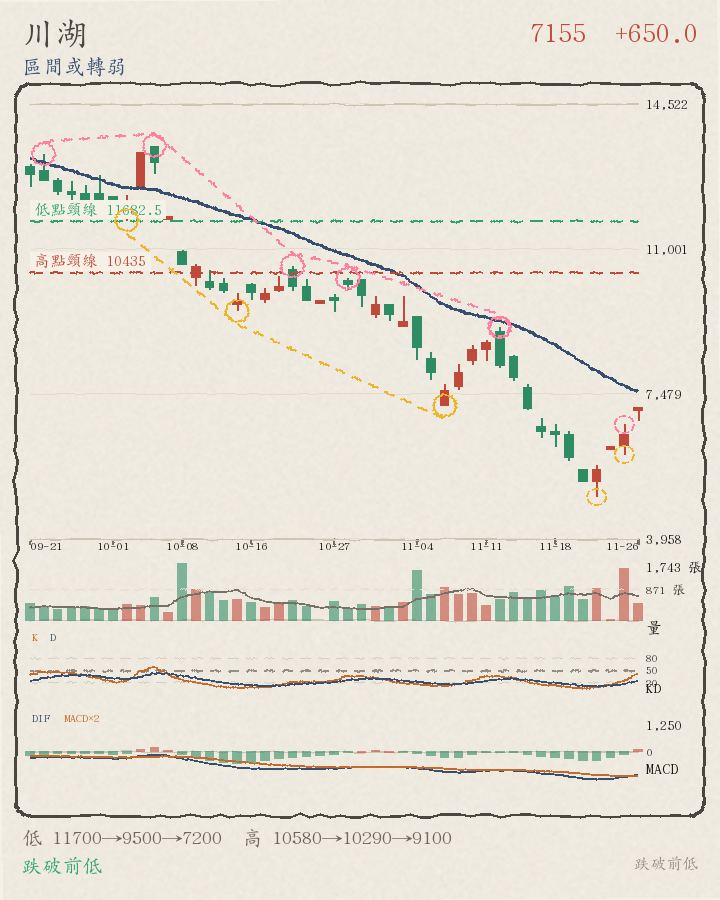 川湖
7155 +650.0
區間或轉弱
14,522
低點頸線 11682.5
高點頸線 10435
11,001
7,479
3,958
09-21 10-01 10-08 10-16 10-27 11-04 11-11 11-18 11-26
1,743 張
871 張
量
K D
80
50
20
KD
DIF MACD×2
1,250
0
MACD
低 11700→9500→7200 高 10580→10290→9100
跌破前低
跌破前低